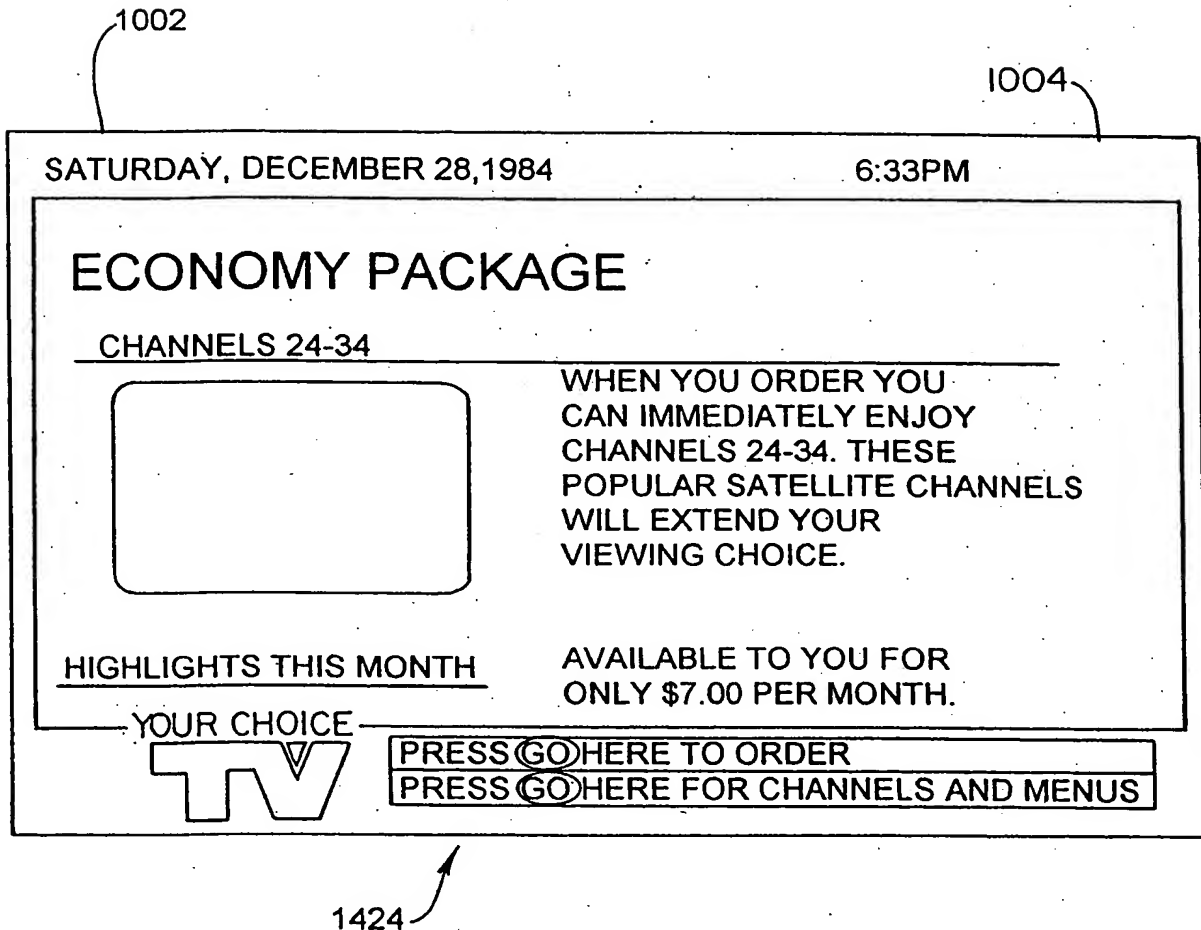 1002
1004
SATURDAY, DECEMBER 28,1984 6:33PM
ECONOMY PACKAGE
CHANNELS 24-34
WHEN YOU ORDER YOU
CAN IMMEDIATELY ENJOY
CHANNELS 24-34. THESE
POPULAR SATELLITE CHANNELS
WILL EXTEND YOUR
VIEWING CHOICE.
HIGHLIGHTS THIS MONTH
AVAILABLE TO YOU FOR
ONLY $7.00 PER MONTH.
YOUR CHOICE
TV
PRESS GO HERE TO ORDER
PRESS GO HERE FOR CHANNELS AND MENUS
1424